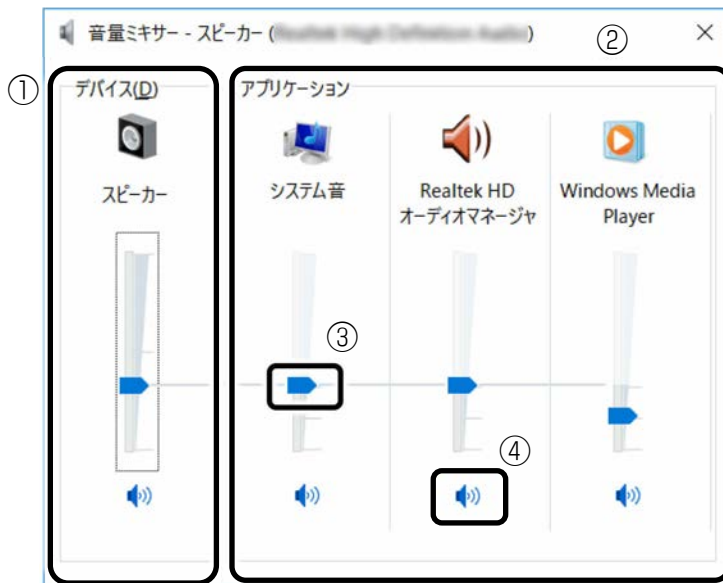 音量ミキサー - スピーカー ( )
②
①
デバイス(D)
アプリケーション
スピーカー
システム音
Realtek HD
オーディオマネージャ
Windows Media
Player
③
④